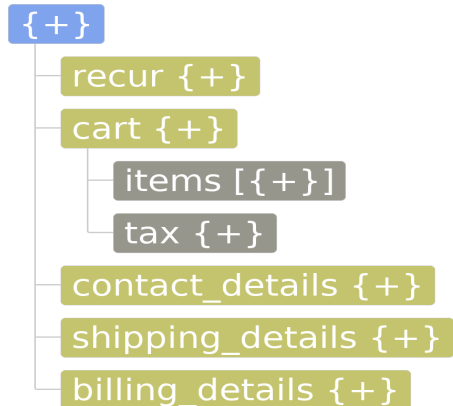 {+}
recur {+}
cart {+}
items [{+}]
tax {+}
contact_details {+}
shipping_details {+}
billing_details {+}